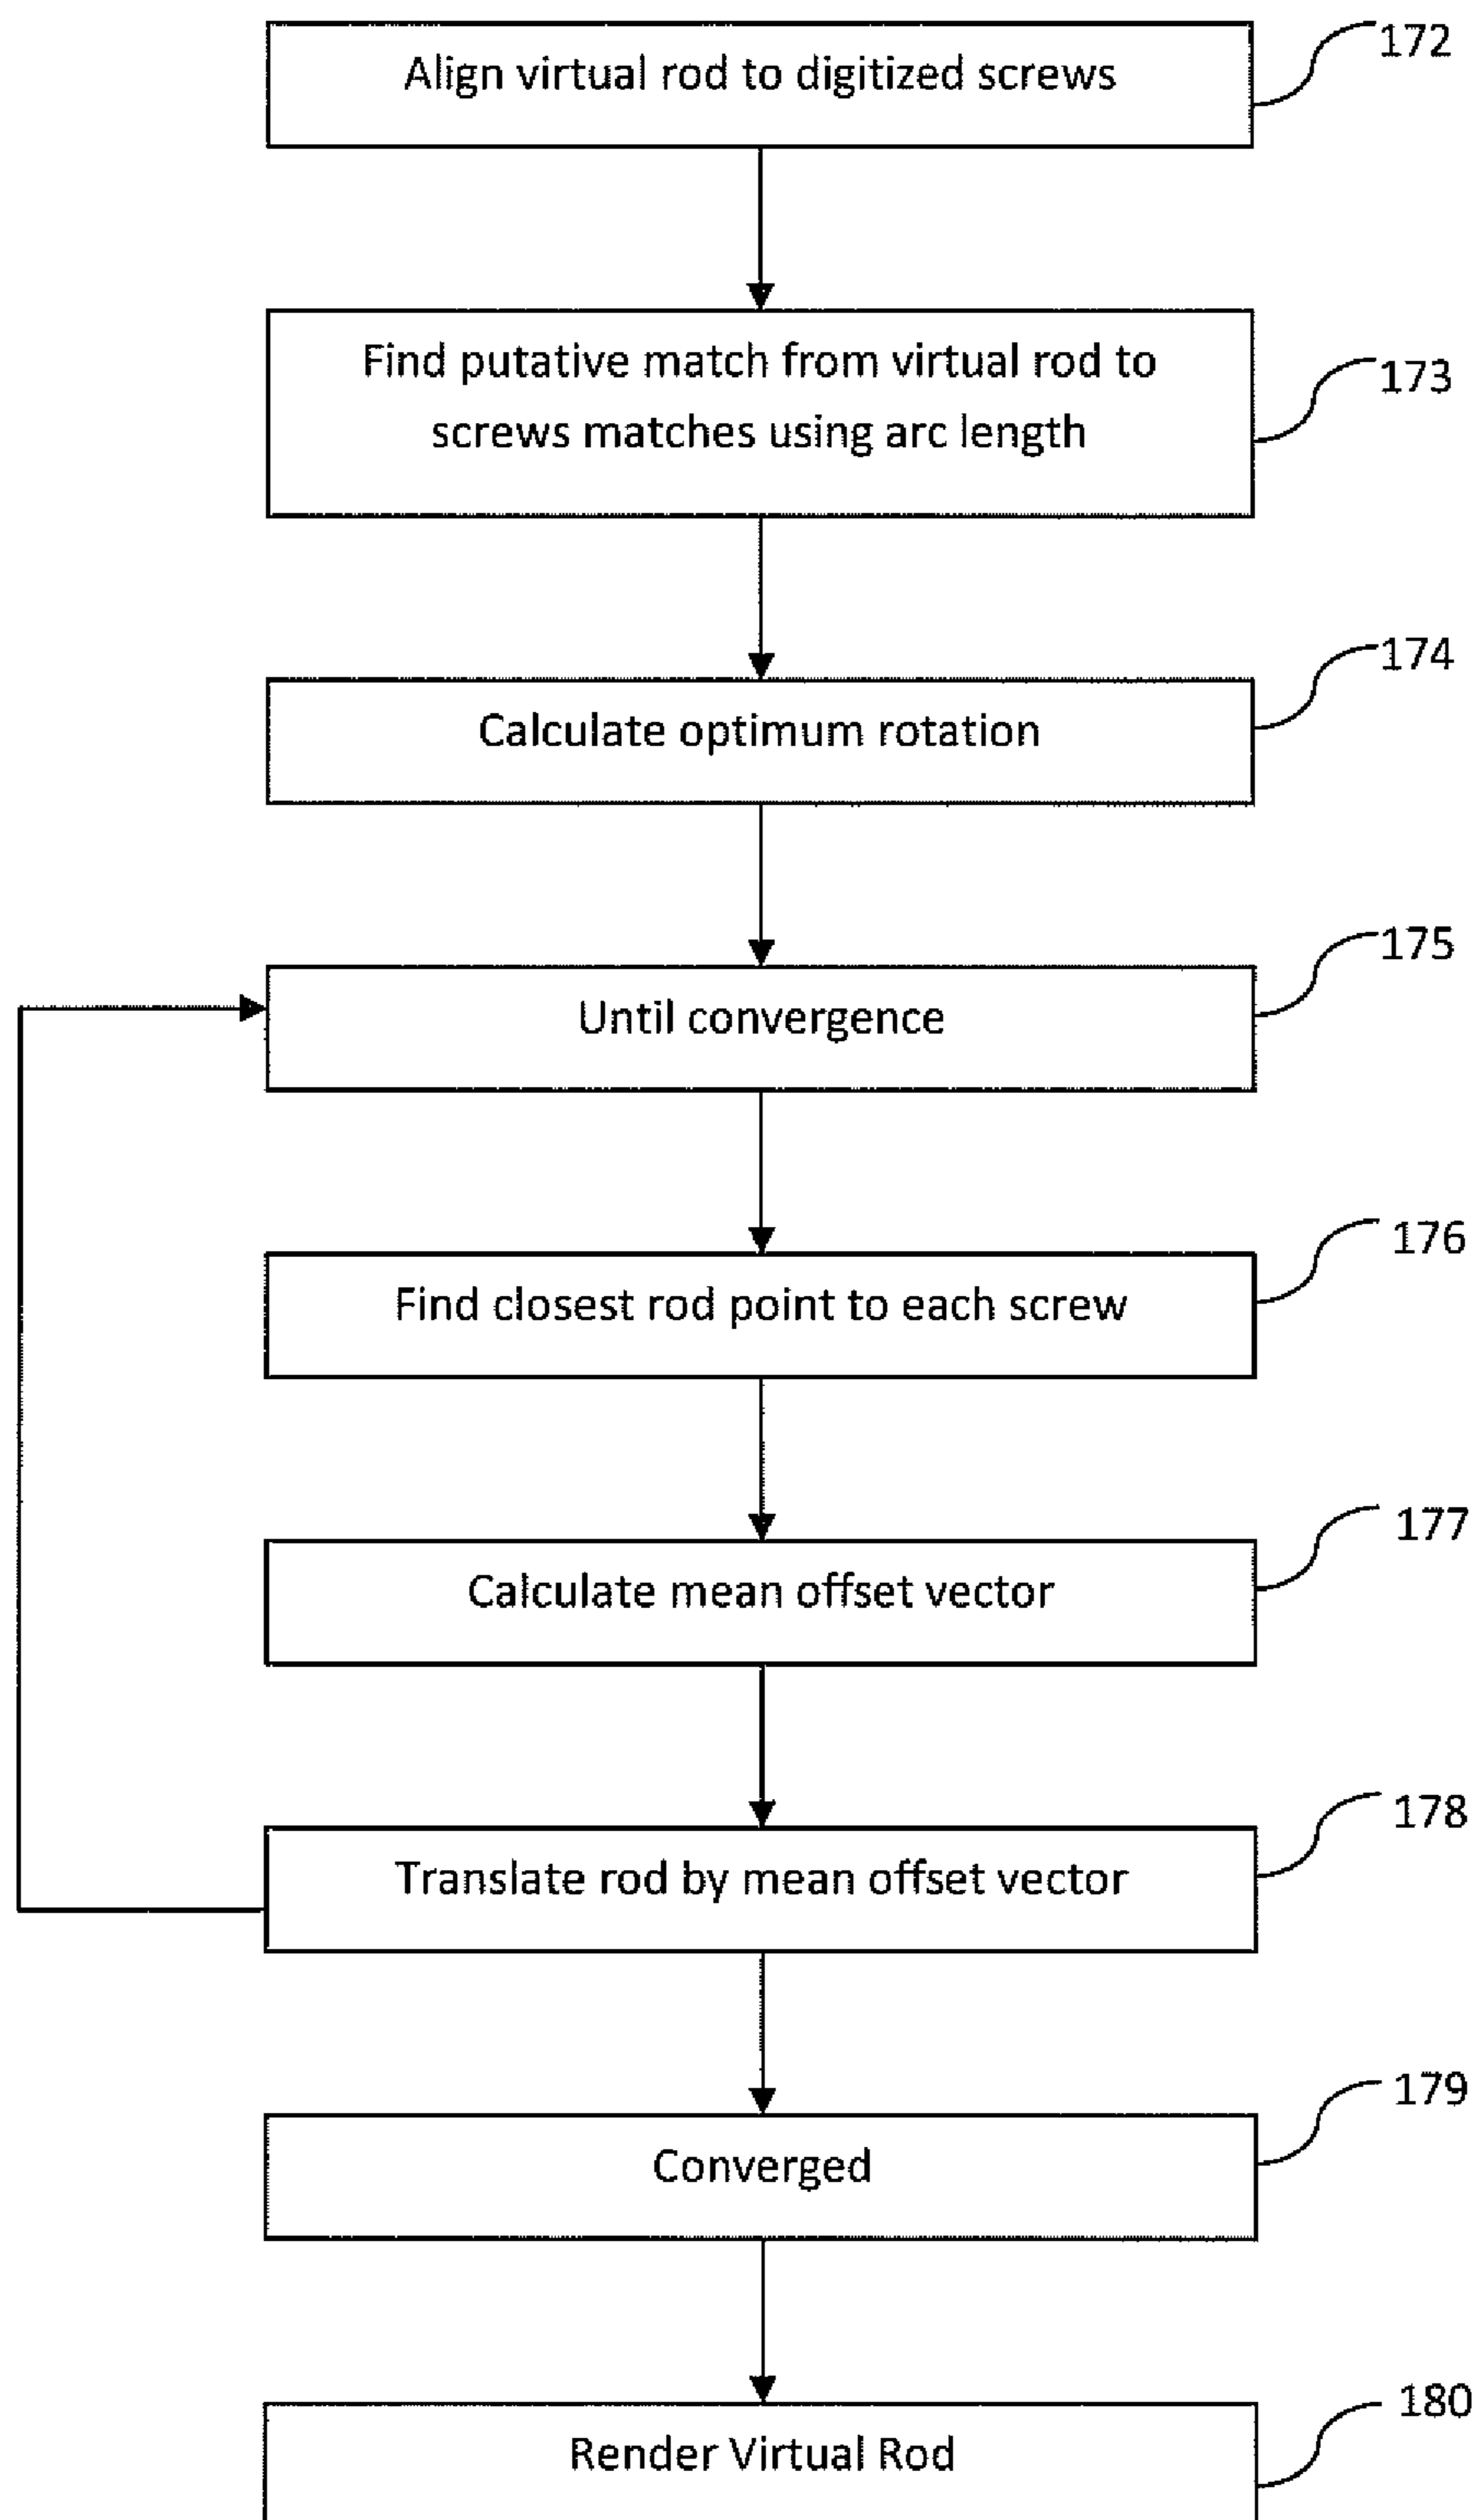 Align virtual rod to digitized screws
172
Find putative match from virtual rod to
screws matches using arc length
173
Calculate optimum rotation
174
Until convergence
175
Find closest rod point to each screw
176
Calculate mean offset vector
177
Translate rod by mean offset vector
178
Converged
179
Render Virtual Rod
180